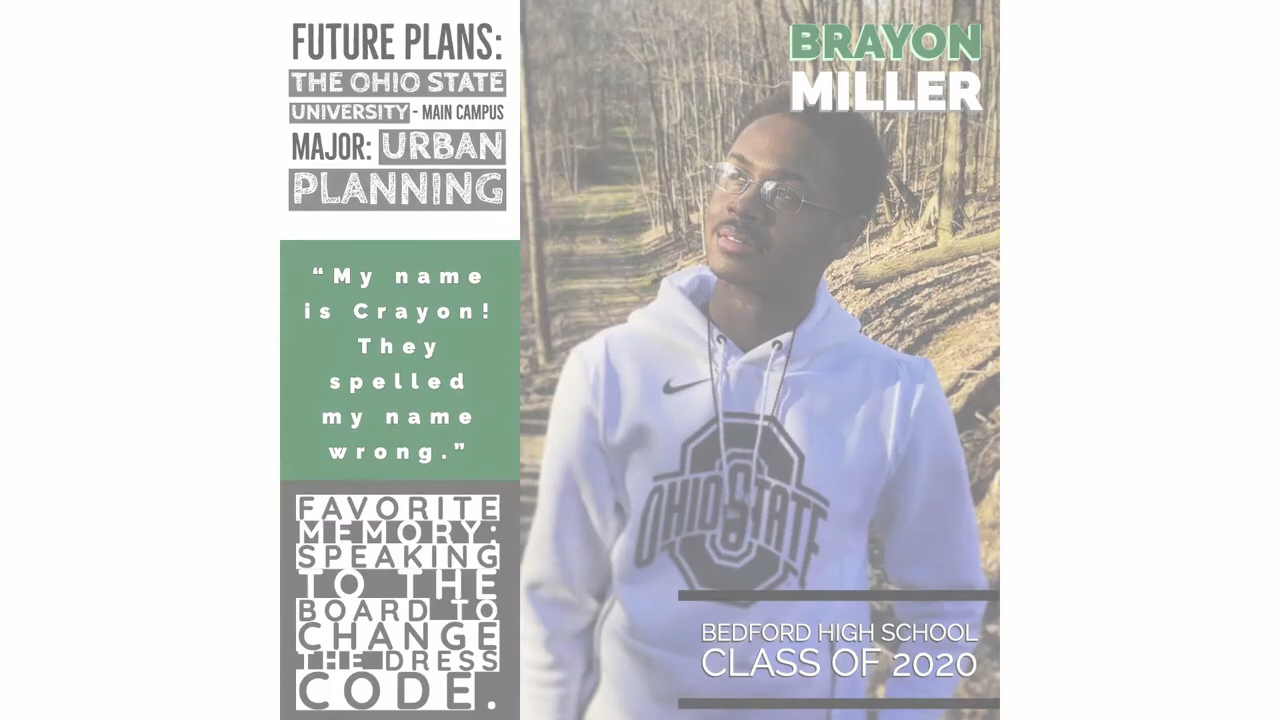 FUTURE PLANS:
THE OHIO STATE
UNIVERSITY - MAIN CAMPUS
MAJOR: URBAN
PLANNING
“My name
is Crayon!
They
spelled
my name
wrong.”
FAVORITE
MEMORY:
SPEAKING
TO THE
BOARD TO
CHANGE
THE DRESS
CODE.
BRAYON
MILLER
OHIO STATE
BEDFORD HIGH SCHOOL
CLASS OF 2020